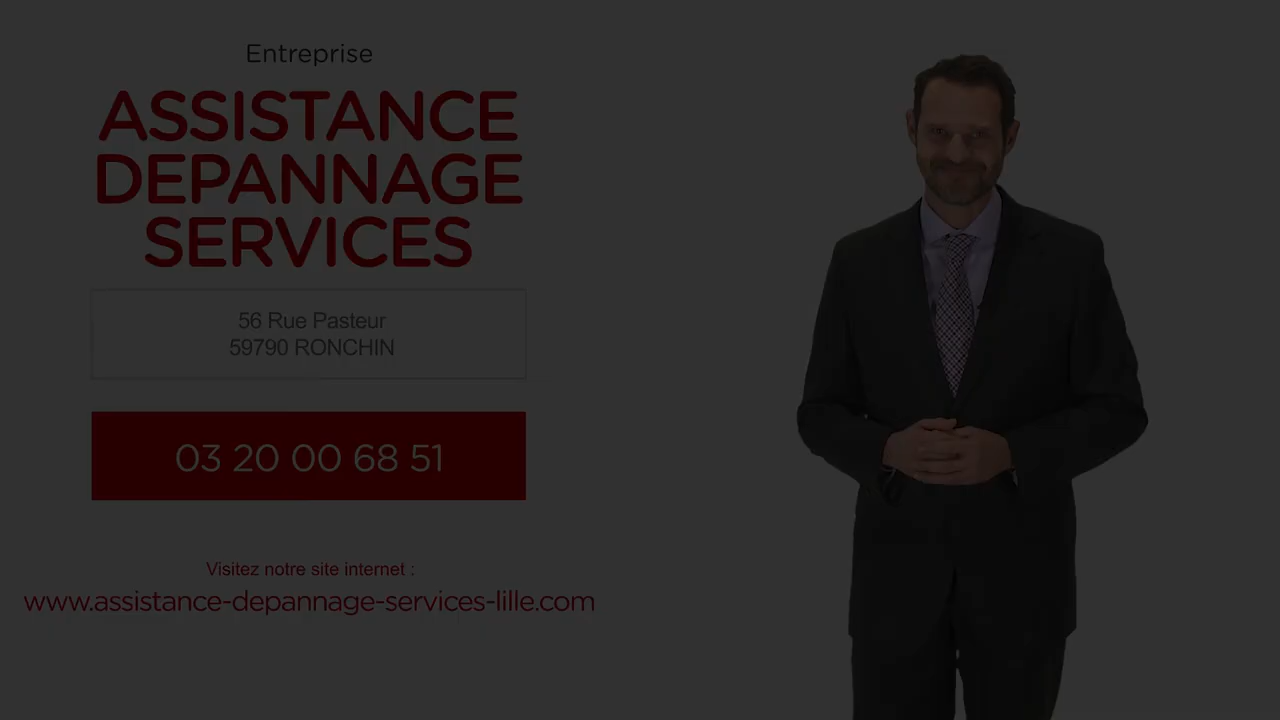 Entreprise
ASSISTANCE
DEPANNAGE
SERVICES
56 Rue Pasteur
59790 RONCHIN
03 20 00 68 51
Visitez notre site internet :
www.assistance-depannage-services-lille.com